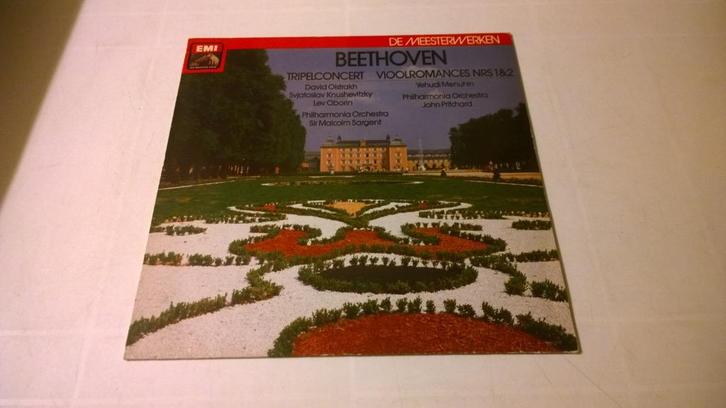 EMI
DE MEESTERWERKEN
BEETHOVEN
TRIPELCONCERT
David Oistrakh
Svjatoslav Knushevitzky
Lev Oborin
Philharmonia Orchestra
Sir Malcolm Sargent
VIOOLROMANCES NRS 1 & 2
Yehudi Menuhin
Philharmonia Orchestra
John Pritchard